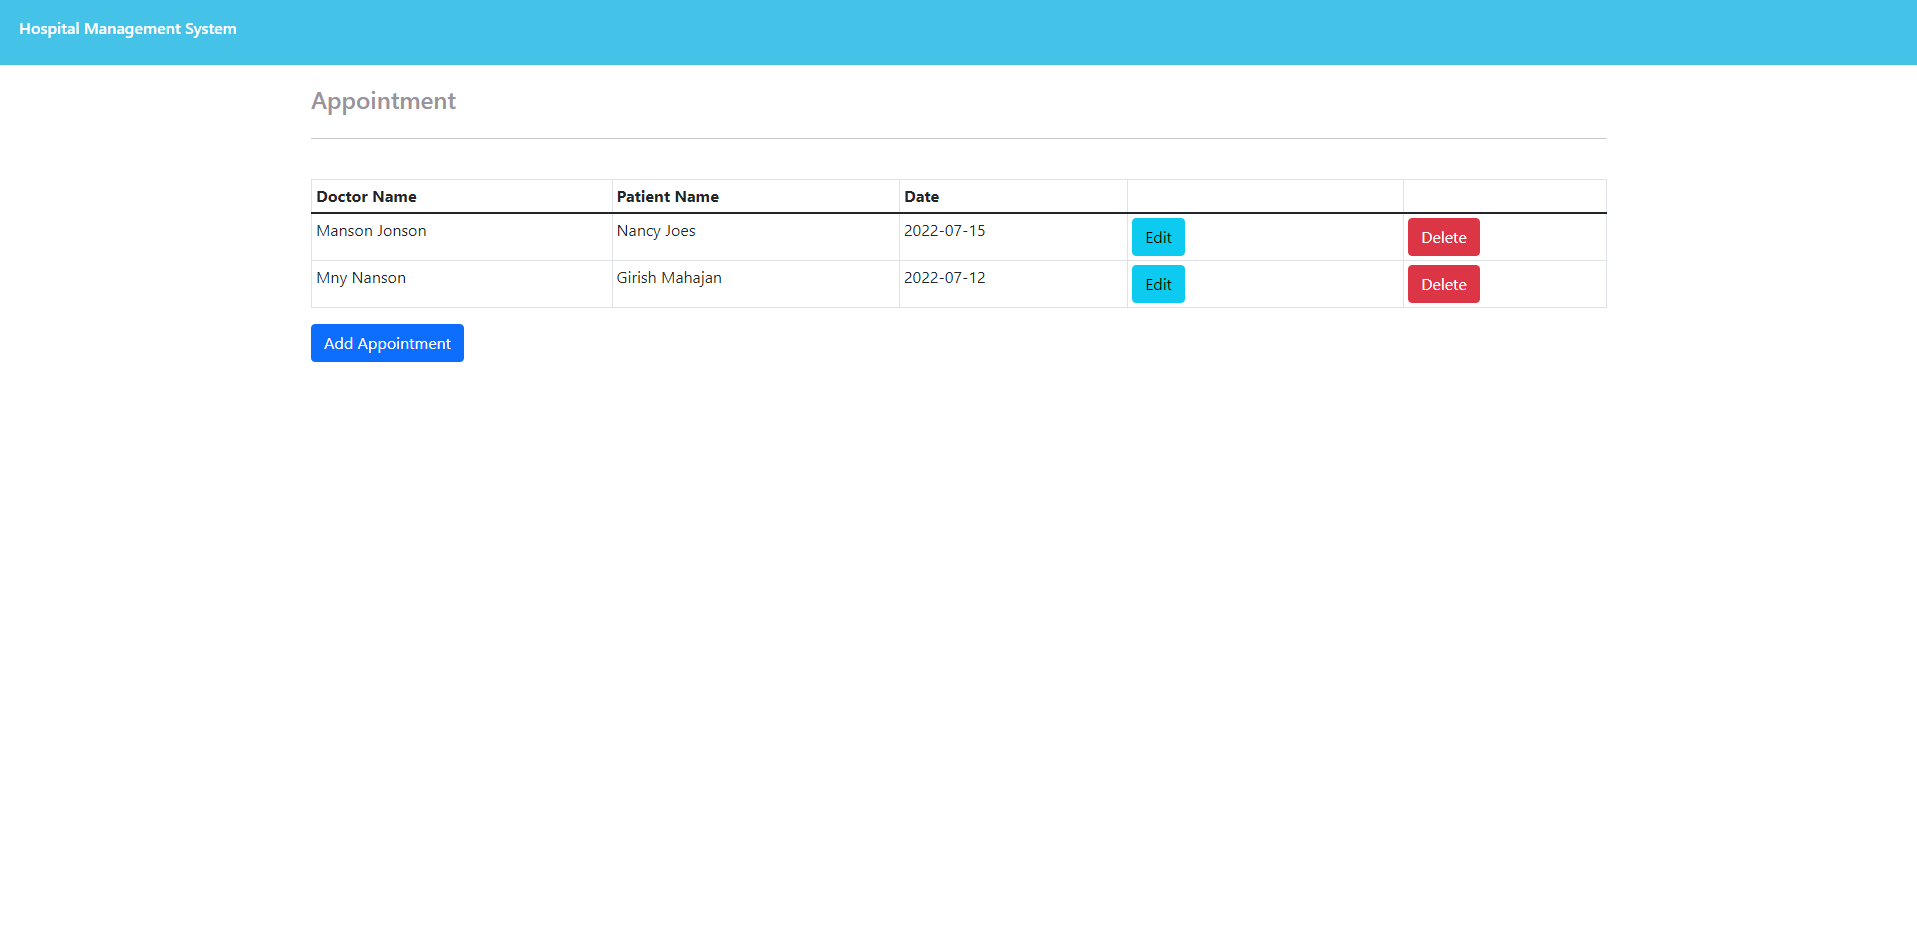 Hospital Management System
Appointment
Doctor Name Patient Name Date
Manson Jonson Nancy Joes 2022-07-15 Edit Delete
Mny Nanson Girish Mahajan 2022-07-12 Edit Delete
Add Appointment